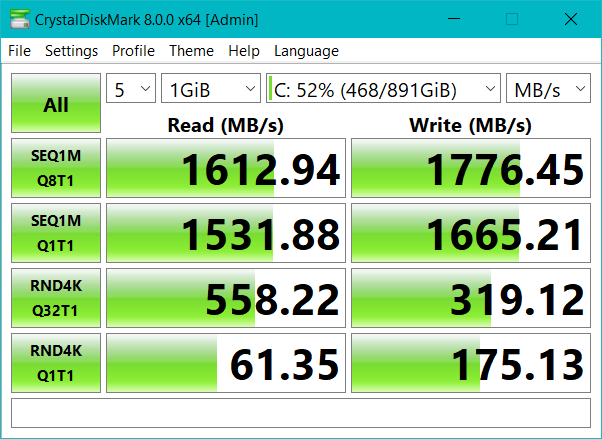 CrystalDiskMark 8.0.0 x64 [Admin]
File Settings Profile Theme Help Language
All 5 1GiB C: 52% (468/891GiB) MB/s
Read (MB/s) Write (MB/s)
SEQ1M
Q8T1
1612.94 1776.45
SEQ1M
Q1T1
1531.88 1665.21
RND4K
Q32T1
558.22 319.12
RND4K
Q1T1
61.35 175.13